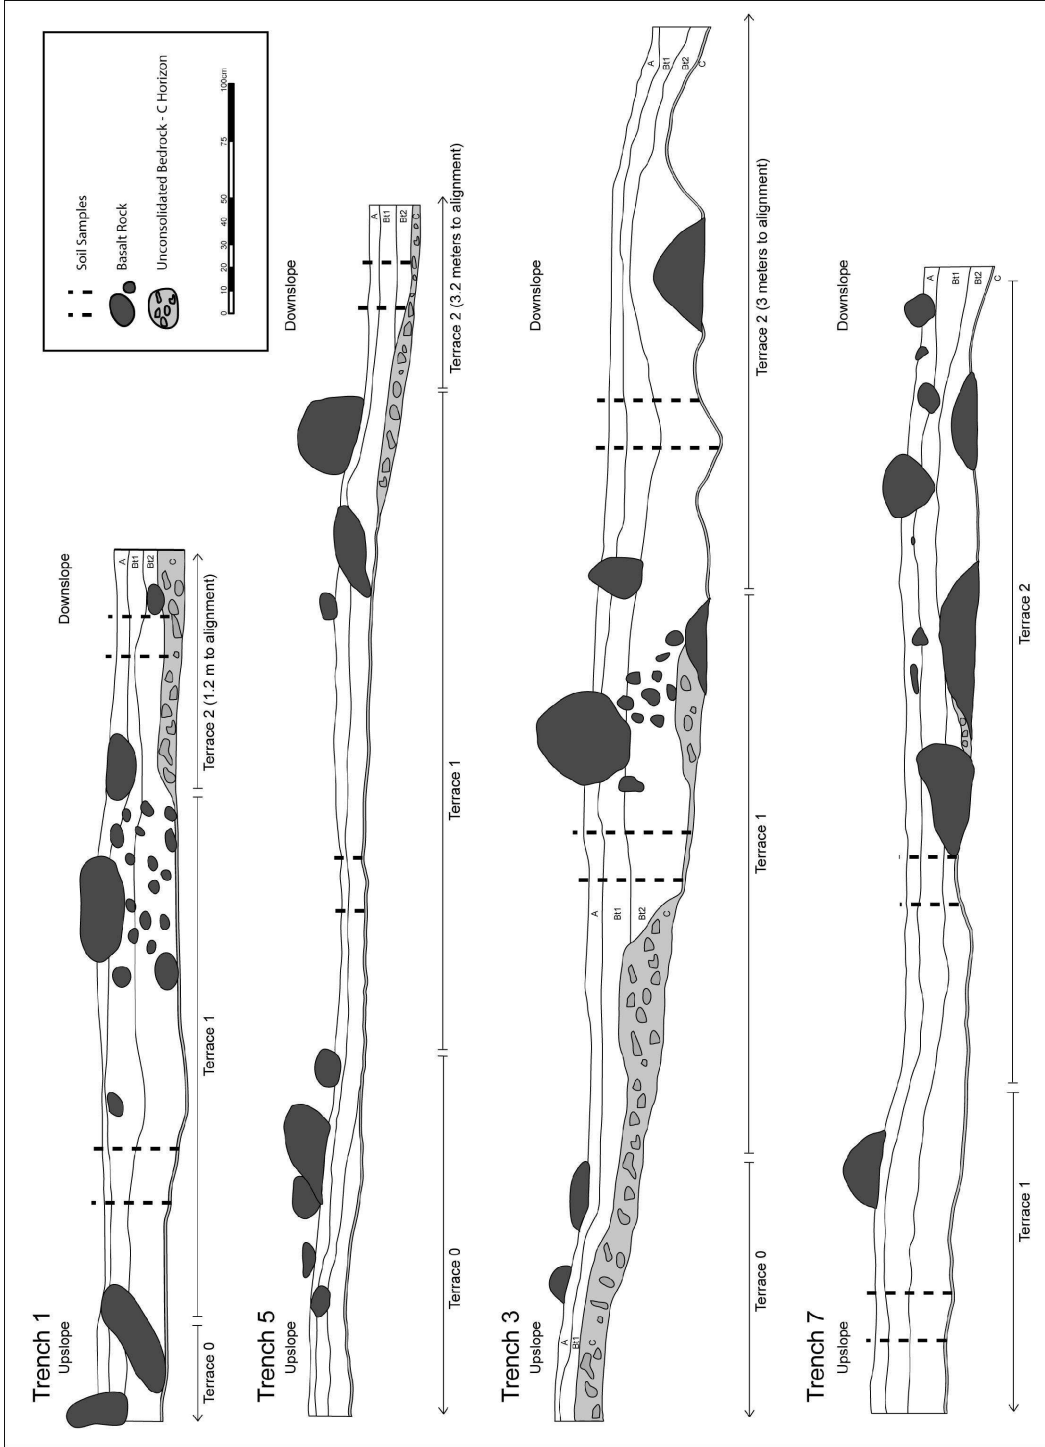 Soil Samples
Basalt Rock
Unconsolidated Bedrock - C Horizon
0 10 20 30 40 50 75 100cm
Trench 1
Upslope
Downslope
A
Bt1
Bt2
C
Terrace 0
Terrace 1
Terrace 2 (1.2 m to alignment)
Trench 5
Upslope
Downslope
A
Bt1
Bt2
C
Terrace 0
Terrace 1
Terrace 2 (3.2 meters to alignment)
Trench 3
Upslope
Downslope
A
Bt1
C
A
Bt1
Bt2
C
A
Bt1
Bt2
C
Terrace 0
Terrace 1
Terrace 2 (3 meters to alignment)
Trench 7
Upslope
Downslope
A
Bt1
Bt2
C
Terrace 1
Terrace 2